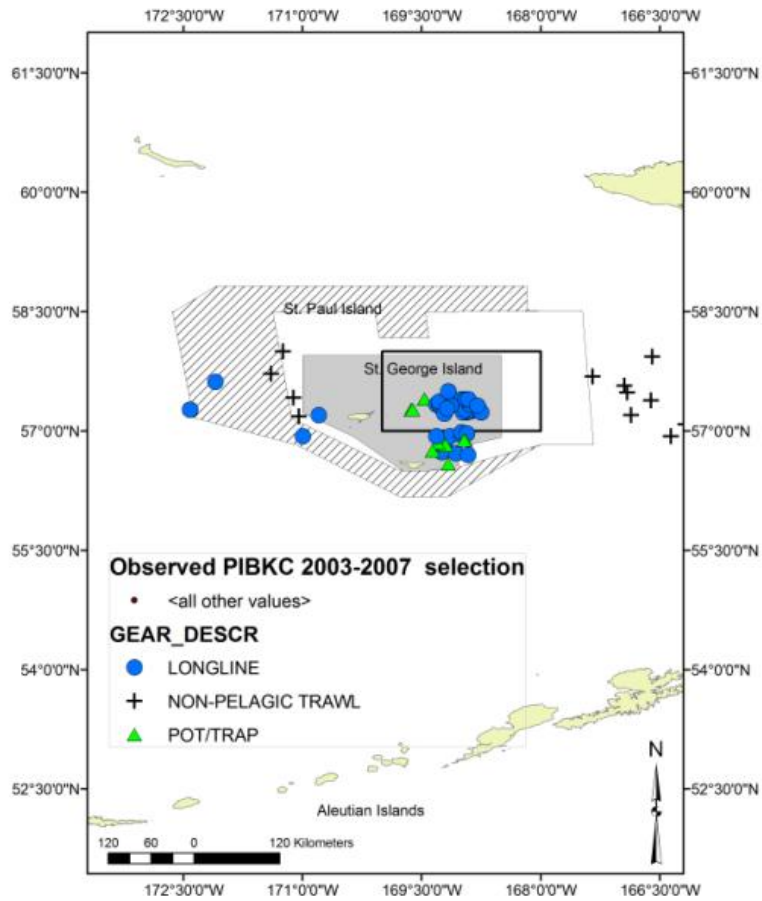 172°30'0"W 171°0'0"W 169°30'0"W 168°0'0"W 166°30'0"W
61°30'0"N 61°30'0"N
60°0'0"N 60°0'0"N
58°30'0"N 58°30'0"N
St. Paul Island
St. George Island
57°0'0"N 57°0'0"N
55°30'0"N 55°30'0"N
Observed PIBKC 2003-2007 selection
<all other values>
GEAR_DESCR
LONGLINE
54°0'0"N 54°0'0"N
NON-PELAGIC TRAWL
POT/TRAP
N
52°30'0"N 52°30'0"N
Aleutian Islands
120 60 0 120 Kilometers
172°30'0"W 171°0'0"W 169°30'0"W 168°0'0"W 166°30'0"W